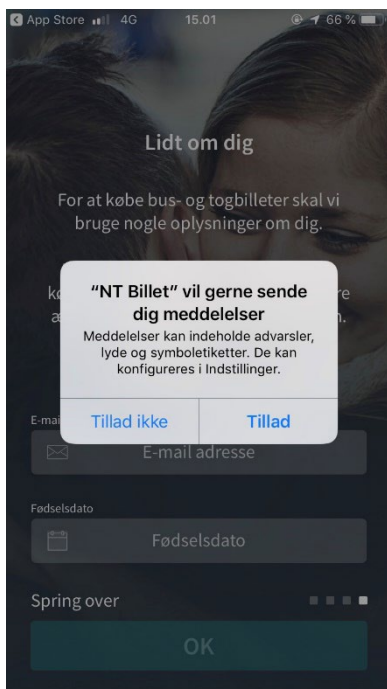 App Store 4G 15.01 66 %
Lidt om dig
For at købe bus- og togbilleter skal vi
bruge nogle oplysninger om dig.
“NT Billet” vil gerne sende
dig meddelelser
Meddelelser kan indeholde advarsler,
lyde og symboletiketter. De kan
konfigureres i Indstillinger.
Tillad ikke
Tillad
E-mail adresse
Fødselsdato
Fødselsdato
Spring over
OK